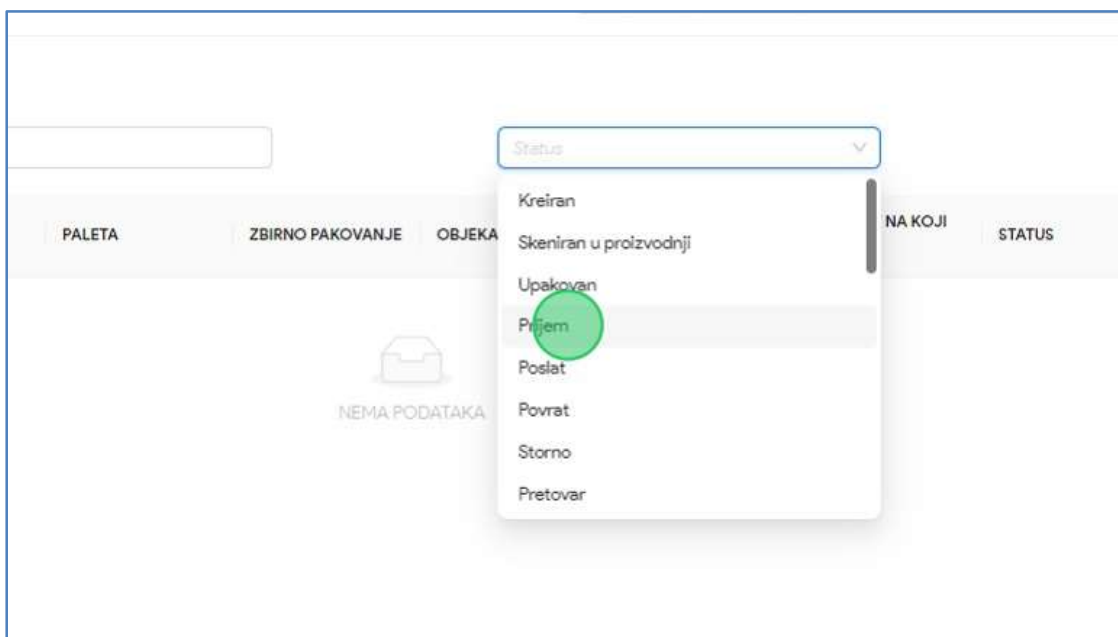 Status
PALETA ZBIRNO PAKOVANJE OBJEKA NA KOJI STATUS
Kreiran
Skeniran u proizvodnji
Upakovan
Prijem
Poslat
Povrat
Storno
Pretovar
NEMA PODATAKA